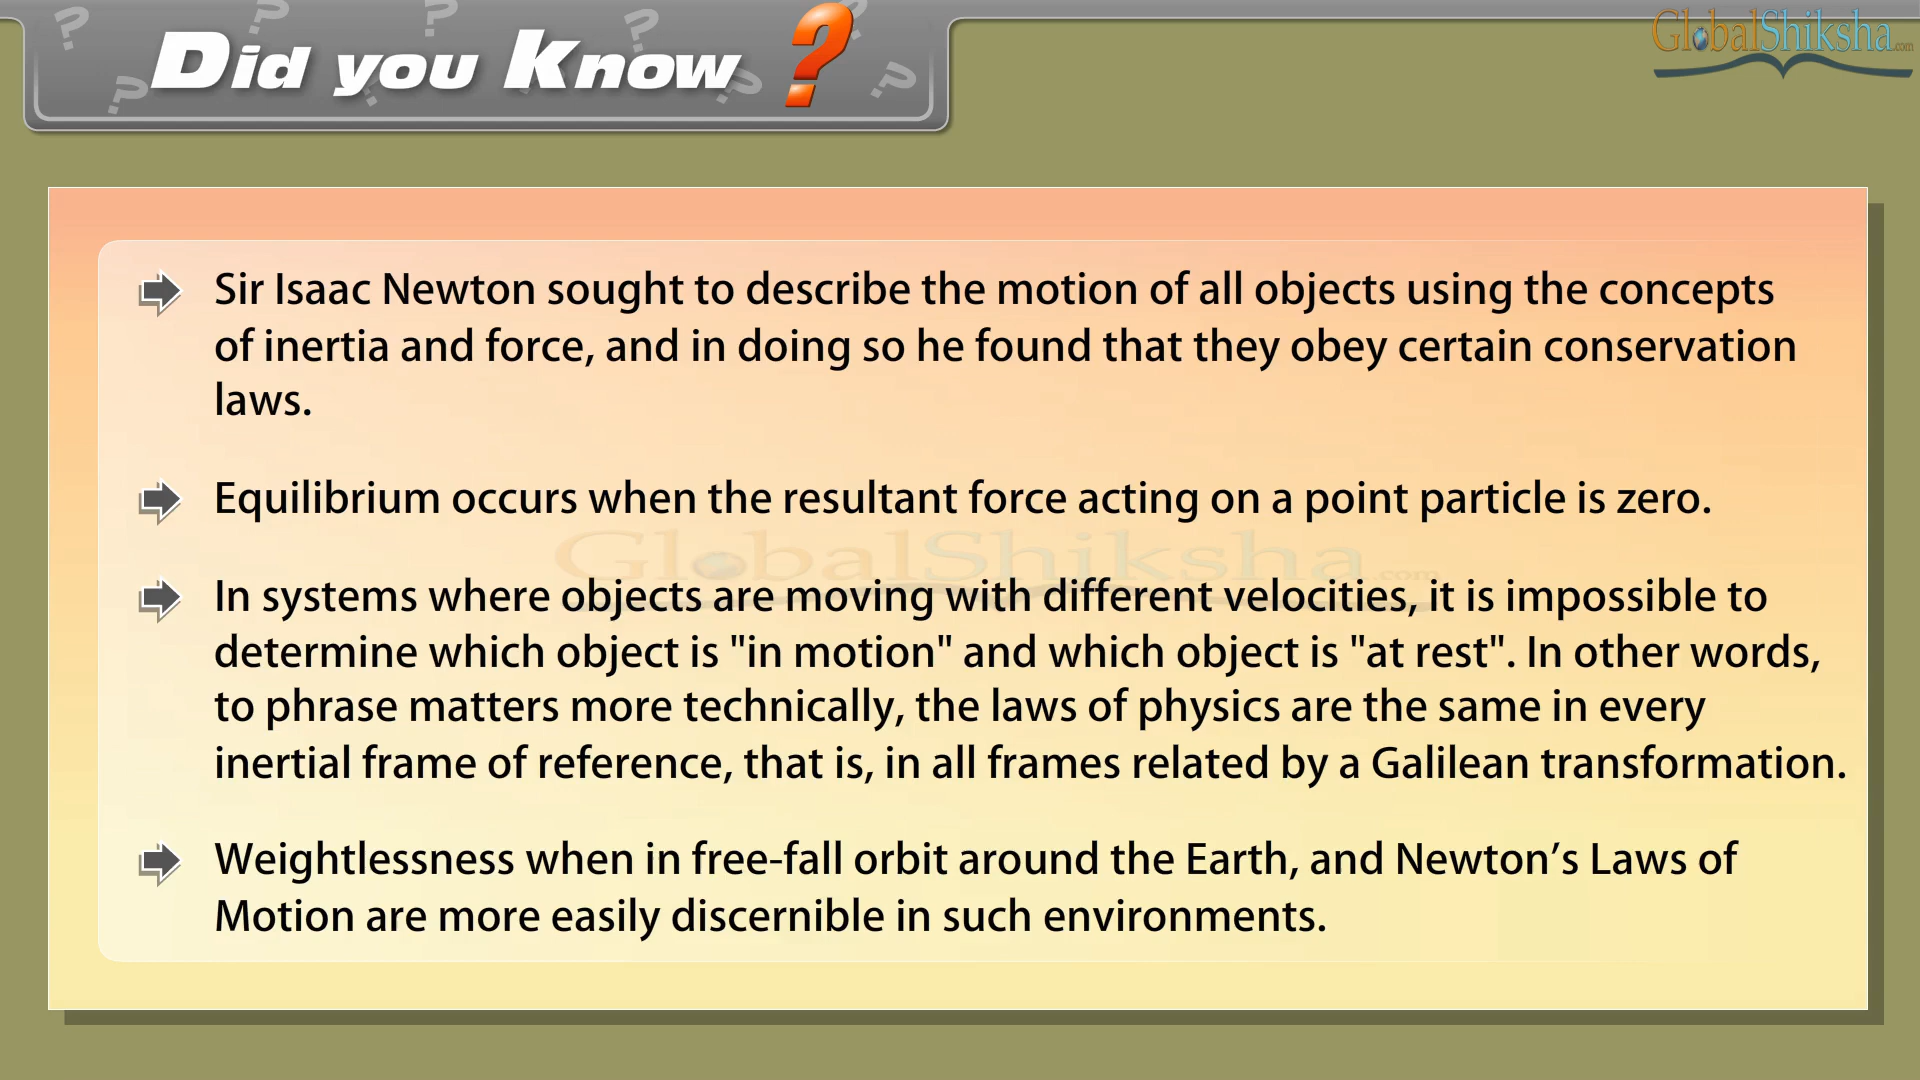 Did you Know ?
GlobalShiksha.com
Sir Isaac Newton sought to describe the motion of all objects using the concepts
of inertia and force, and in doing so he found that they obey certain conservation
laws.
Equilibrium occurs when the resultant force acting on a point particle is zero.
GlobalShiksha.com
In systems where objects are moving with different velocities, it is impossible to
determine which object is "in motion" and which object is "at rest". In other words,
to phrase matters more technically, the laws of physics are the same in every
inertial frame of reference, that is, in all frames related by a Galilean transformation.
Weightlessness when in free-fall orbit around the Earth, and Newton’s Laws of
Motion are more easily discernible in such environments.